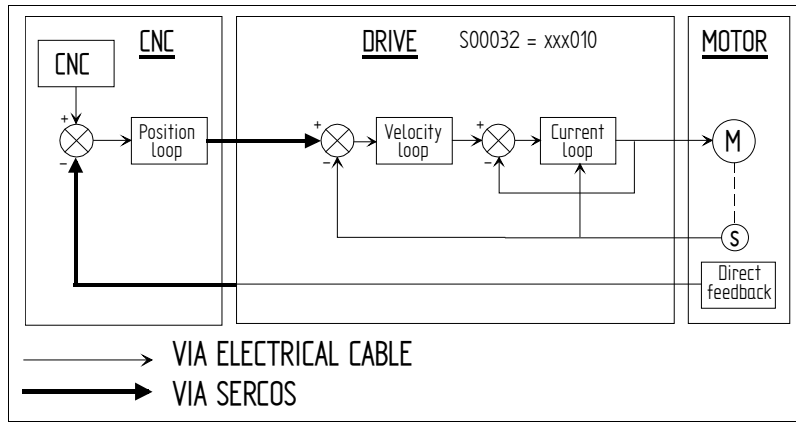 CNC
DRIVE
S00032 = xxx010
MOTOR
CNC
+
-
Position
loop
+
-
Velocity
loop
+
-
Current
loop
M
S
Direct
feedback
VIA ELECTRICAL CABLE
VIA SERCOS